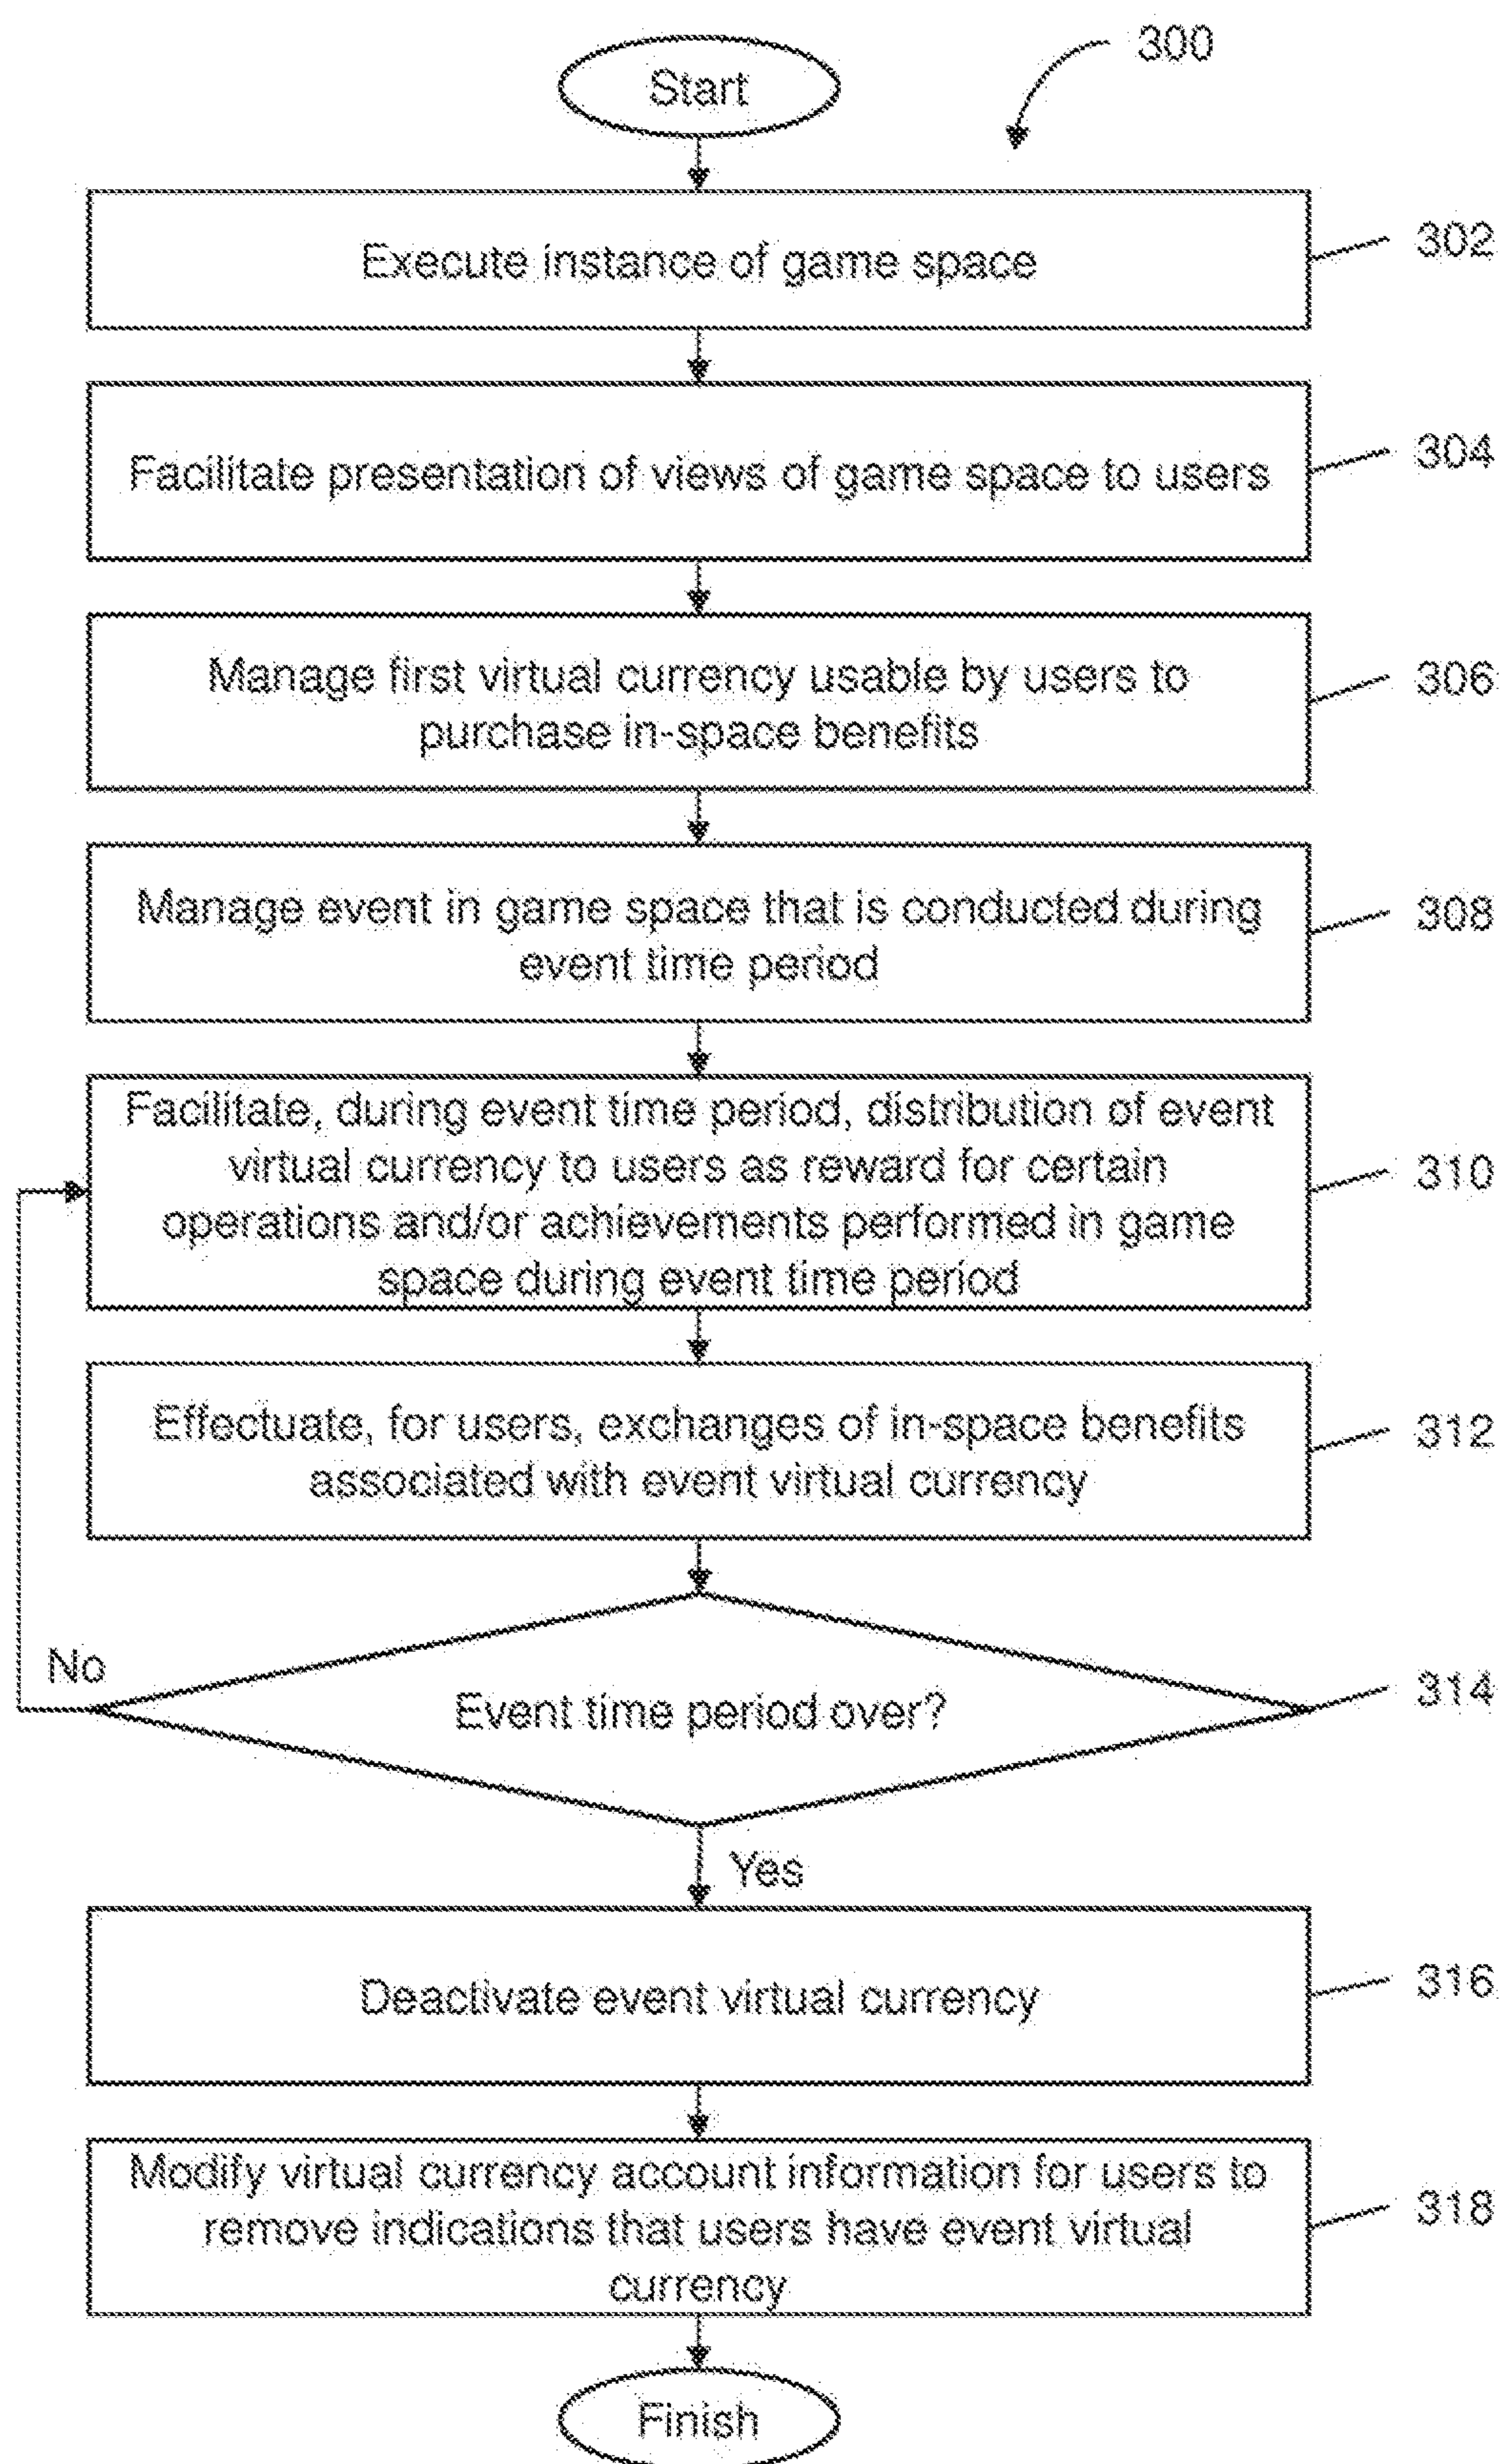 300
Start
Execute instance of game space
302
Facilitate presentation of views of game space to users
304
Manage first virtual currency usable by users to
purchase in-space benefits
306
Manage event in game space that is conducted during
event time period
308
Facilitate, during event time period, distribution of event
virtual currency to users as reward for certain
operations and/or achievements performed in game
space during event time period
310
Effectuate, for users, exchanges of in-space benefits
associated with event virtual currency
312
No
Event time period over?
314
Yes
Deactivate event virtual currency
316
Modify virtual currency account information for users to
remove indications that users have event virtual
currency
318
Finish